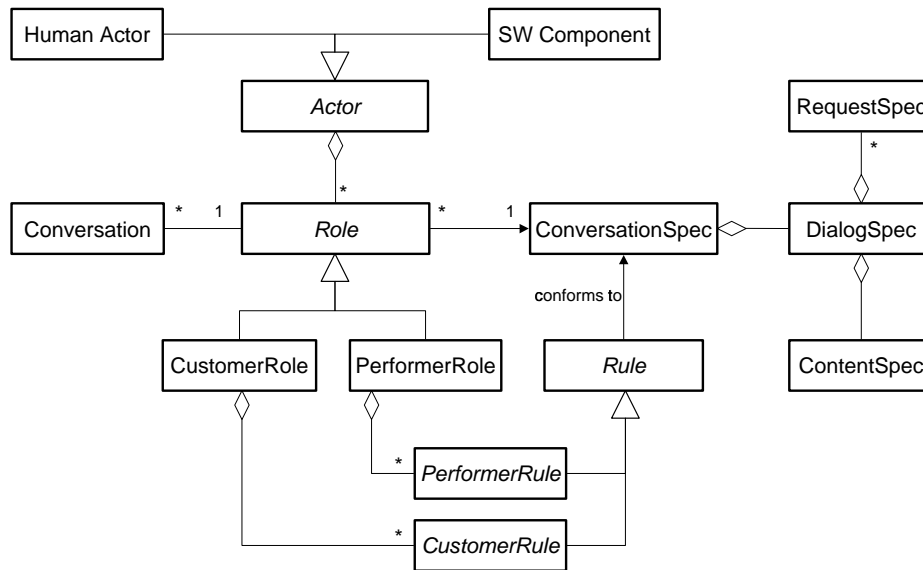 Human Actor
SW Component
Actor
RequestSpec
*
*
* 1
* 1
Conversation
Role
ConversationSpec
DialogSpec
conforms to
CustomerRole
PerformerRole
Rule
ContentSpec
*
PerformerRule
*
CustomerRule